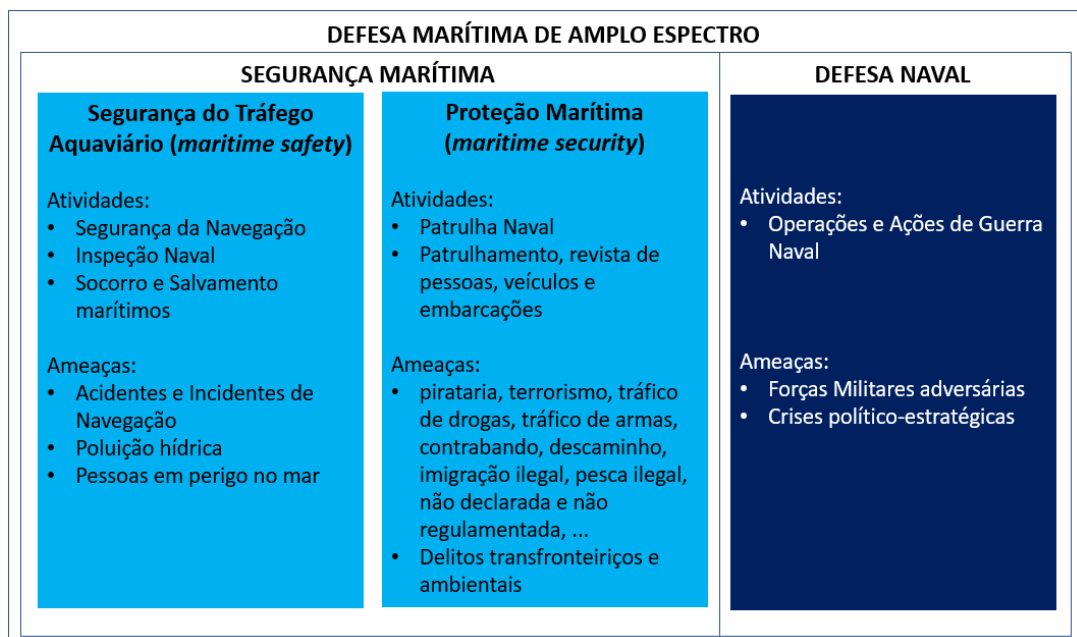 DEFESA MARÍTIMA DE AMPLO ESPECTRO
SEGURANÇA MARÍTIMA
Segurança do Tráfego
Aquaviário (maritime safety)
Atividades:
• Segurança da Navegação
• Inspeção Naval
• Socorro e Salvamento
marítimos
Ameaças:
• Acidentes e Incidentes de
Navegação
• Poluição hídrica
• Pessoas em perigo no mar
Proteção Marítima
(maritime security)
Atividades:
• Patrulha Naval
• Patrulhamento, revista de
pessoas, veículos e
embarcações
Ameaças:
• pirataria, terrorismo, tráfico
de drogas, tráfico de armas,
contrabando, descaminho,
imigração ilegal, pesca ilegal,
não declarada e não
regulamentada, ...
• Delitos transfronteiriços e
ambientais
DEFESA NAVAL
Atividades:
• Operações e Ações de Guerra
Naval
Ameaças:
• Forças Militares adversárias
• Crises político-estratégicas